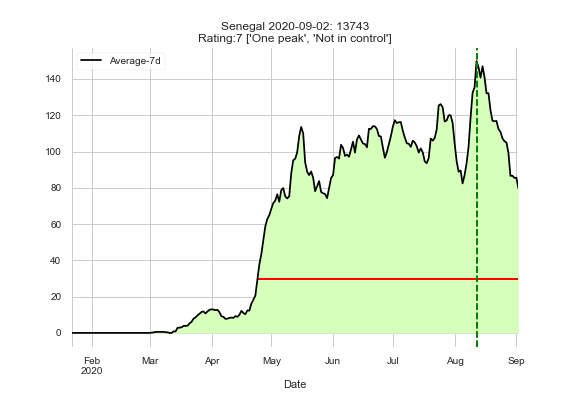 Senegal 2020-09-02: 13743
Rating:7 ['One peak', 'Not in control']
Average-7d
140
120
100
80
60
40
20
0
Feb Mar Apr May Jun Jul Aug Sep
2020
Date